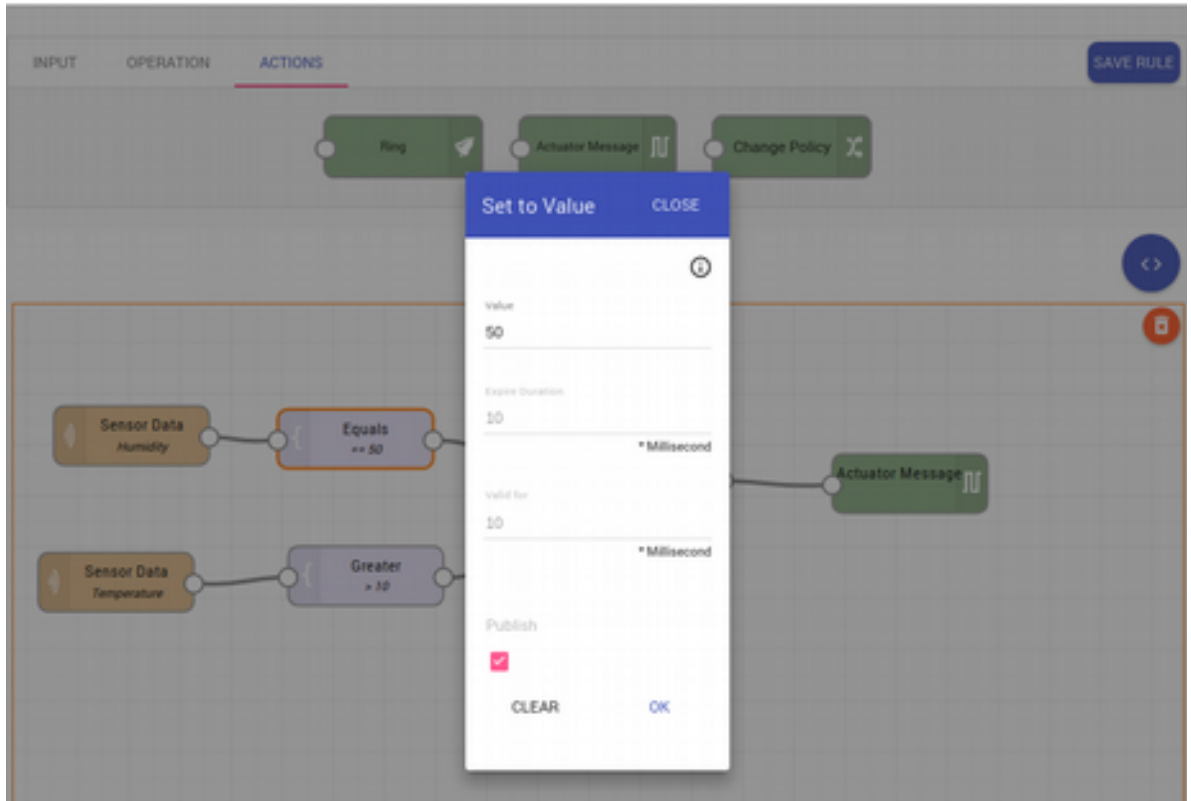 INPUT OPERATION ACTIONS SAVE RULE
Ring Actuator Message Change Policy
Set to Value CLOSE
<>
Value
50
Expire Duration
10
* Millisecond
Valid for
10
* Millisecond
Publish
CLEAR OK
Sensor Data
Humidity
Equals
== 50
Actuator Message
Sensor Data
Temperature
Greater
> 10